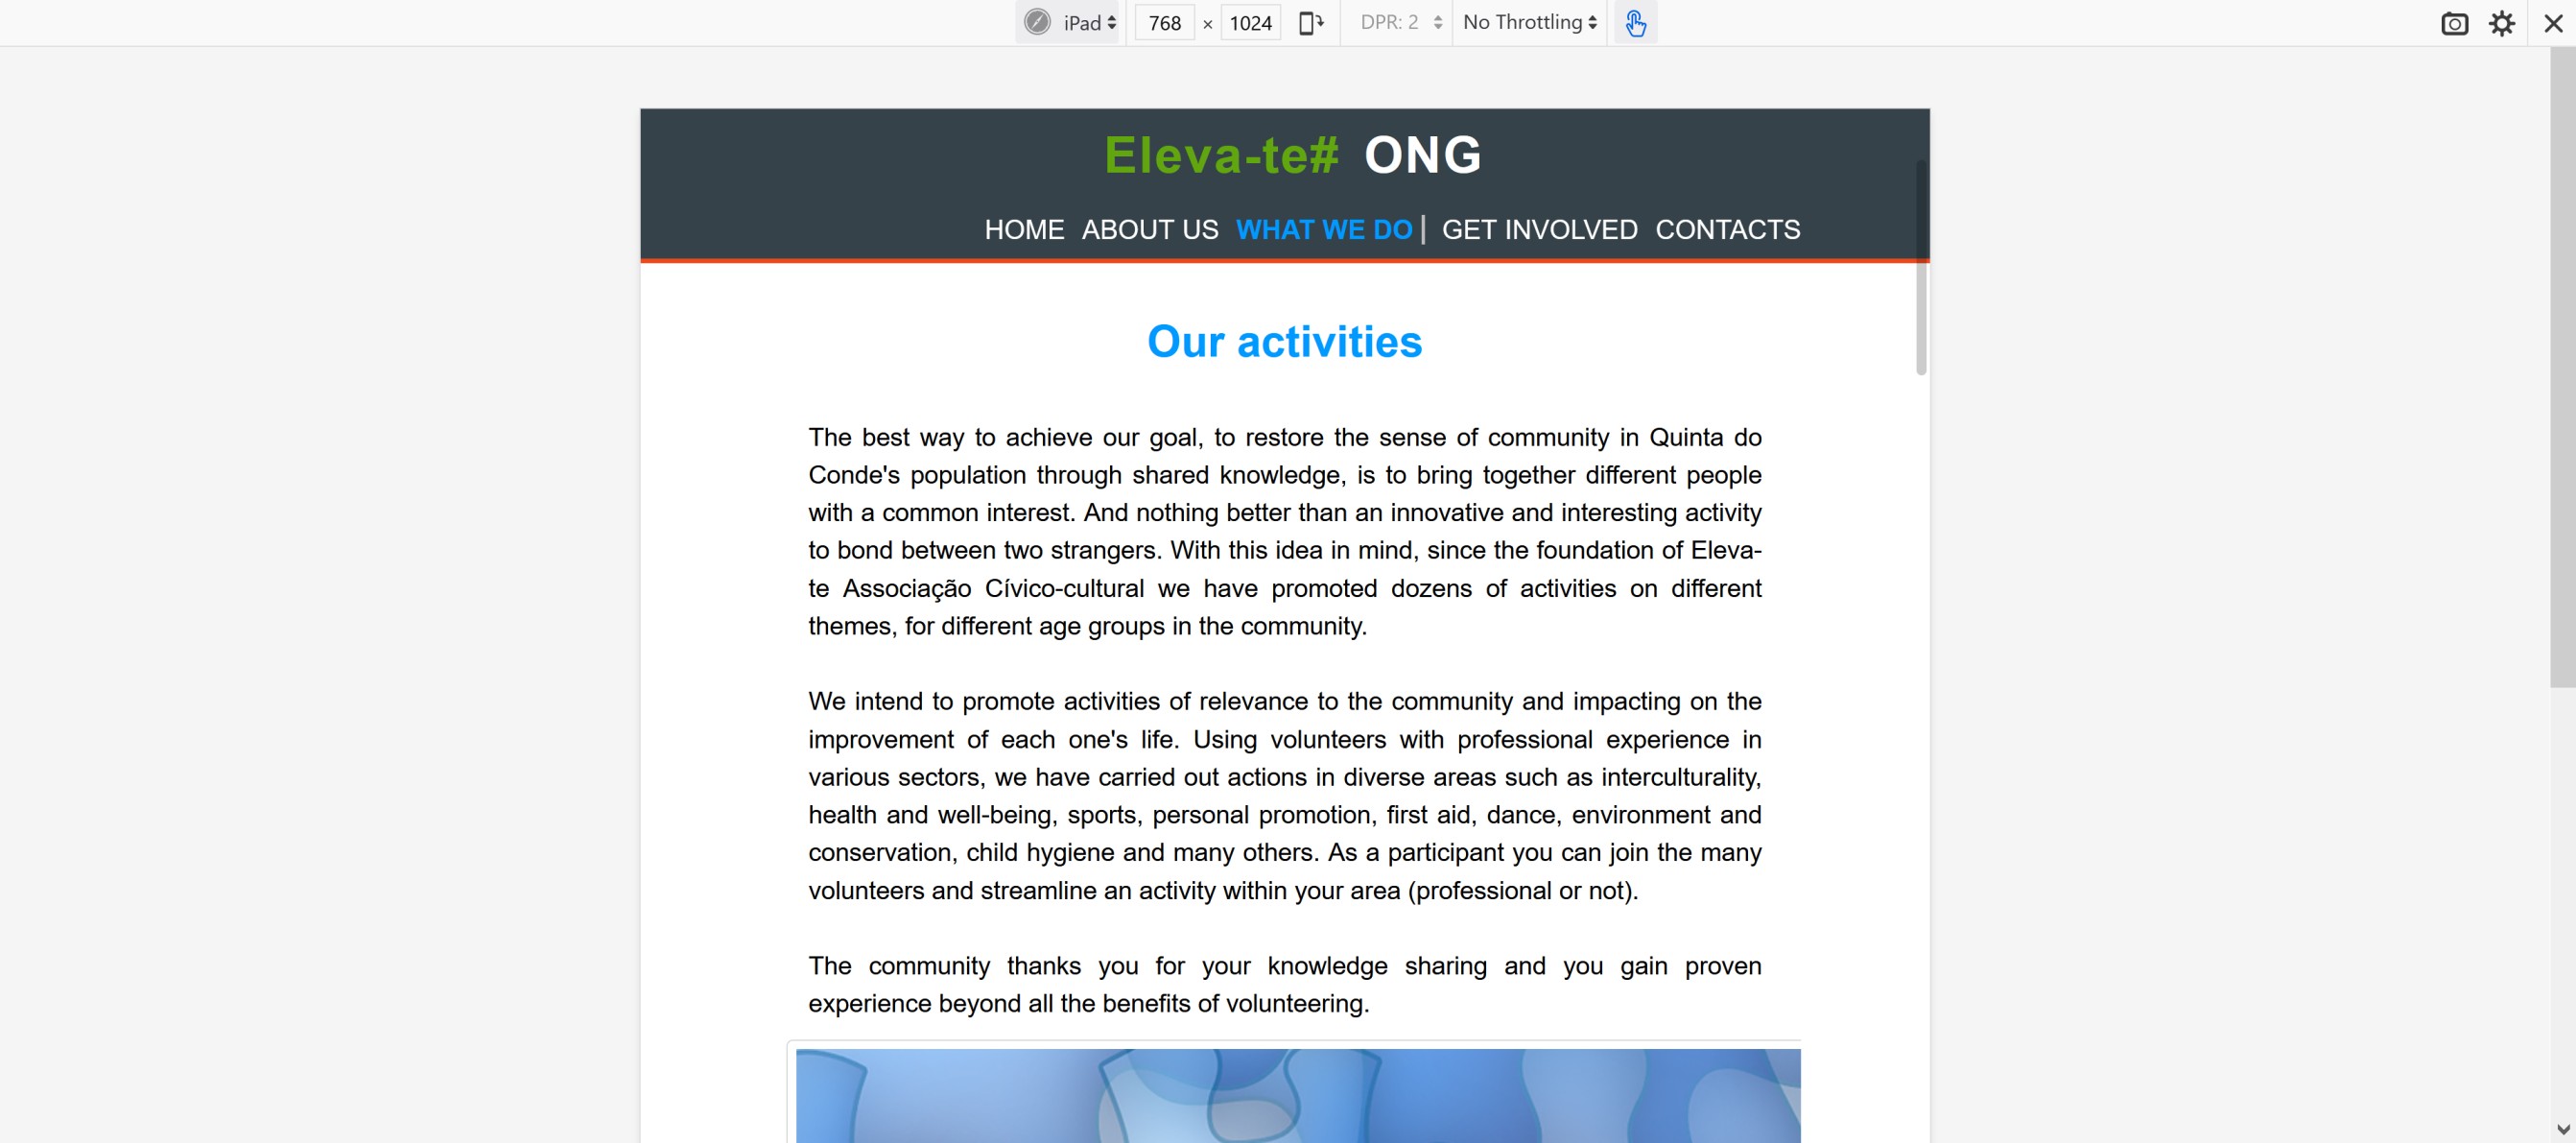 iPad 768 × 1024 DPR: 2 No Throttling
Eleva-te# ONG
HOME ABOUT US WHAT WE DO | GET INVOLVED CONTACTS
Our activities
The best way to achieve our goal, to restore the sense of community in Quinta do
Conde's population through shared knowledge, is to bring together different people
with a common interest. And nothing better than an innovative and interesting activity
to bond between two strangers. With this idea in mind, since the foundation of Eleva-
te Associação Cívico-cultural we have promoted dozens of activities on different
themes, for different age groups in the community.
We intend to promote activities of relevance to the community and impacting on the
improvement of each one's life. Using volunteers with professional experience in
various sectors, we have carried out actions in diverse areas such as interculturality,
health and well-being, sports, personal promotion, first aid, dance, environment and
conservation, child hygiene and many others. As a participant you can join the many
volunteers and streamline an activity within your area (professional or not).
The community thanks you for your knowledge sharing and you gain proven
experience beyond all the benefits of volunteering.